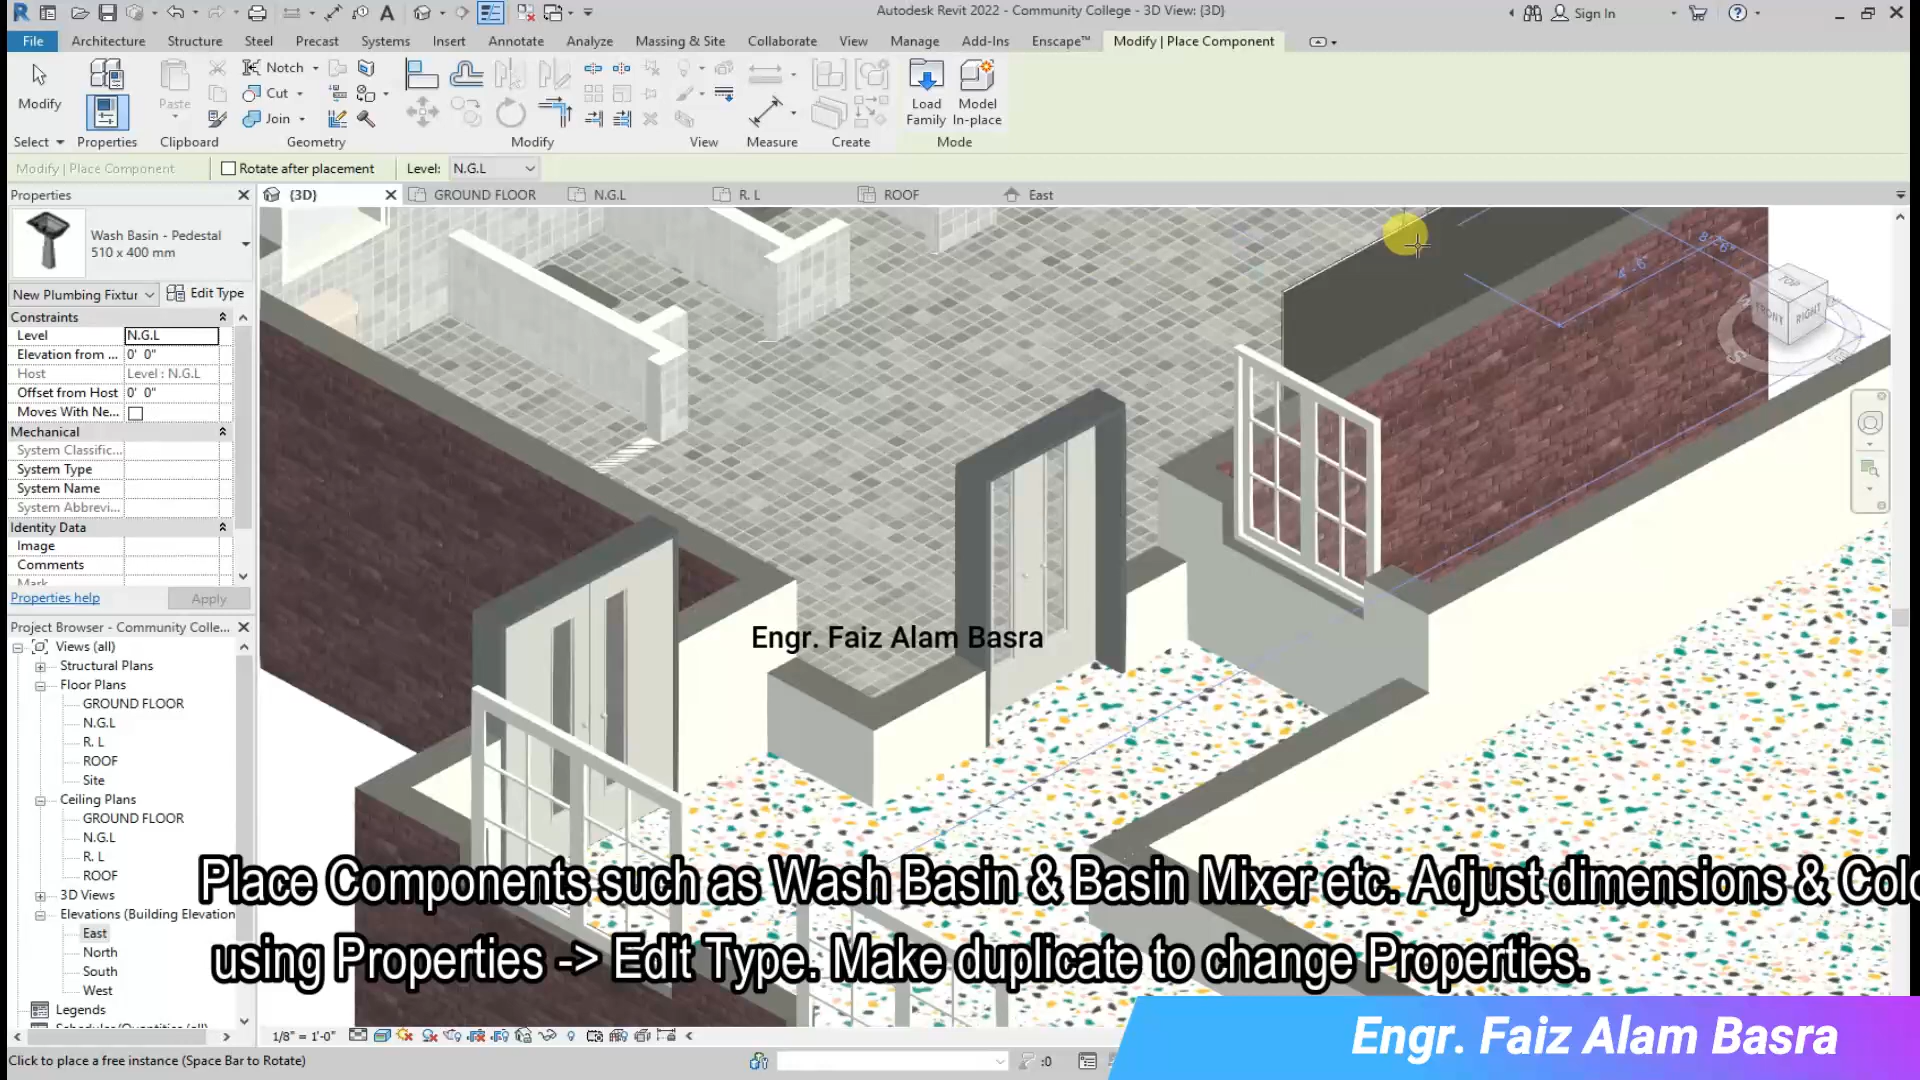 Autodesk Revit 2022 - Community College - 3D View: {3D}
Sign In
File
Architecture
Structure
Steel
Precast
Systems
Insert
Annotate
Analyze
Massing & Site
Collaborate
View
Manage
Add-Ins
Enscape™
Modify | Place Component
Modify
Paste
Notch
Cut
Join
Load Family
Model In-place
Select
Properties
Clipboard
Geometry
Modify
View
Measure
Create
Mode
Modify | Place Component
Rotate after placement
Level: N.G.L
Properties
{3D}
GROUND FLOOR
N.G.L
R. L
ROOF
East
Wash Basin - Pedestal
510 x 400 mm
New Plumbing Fixtur
Edit Type
Constraints
Level N.G.L
Elevation from ... 0' 0"
Host Level : N.G.L
Offset from Host 0' 0"
Moves With Ne...
Mechanical
System Classific...
System Type
System Name
System Abbrevi...
Identity Data
Image
Comments
Mark
Properties help
Apply
Project Browser - Community Colle...
Views (all)
Structural Plans
Floor Plans
GROUND FLOOR
N.G.L
R. L
ROOF
Site
Ceiling Plans
GROUND FLOOR
N.G.L
R. L
ROOF
3D Views
Elevations (Building Elevation
East
North
South
West
Legends
TOP
FRONT
RIGHT
4' -6"
Engr. Faiz Alam Basra
Place Components such as Wash Basin & Basin Mixer etc. Adjust dimensions & Colo
using Properties -> Edit Type. Make duplicate to change Properties.
1/8" = 1'-0"
Click to place a free instance (Space Bar to Rotate)
:0
Engr. Faiz Alam Basra